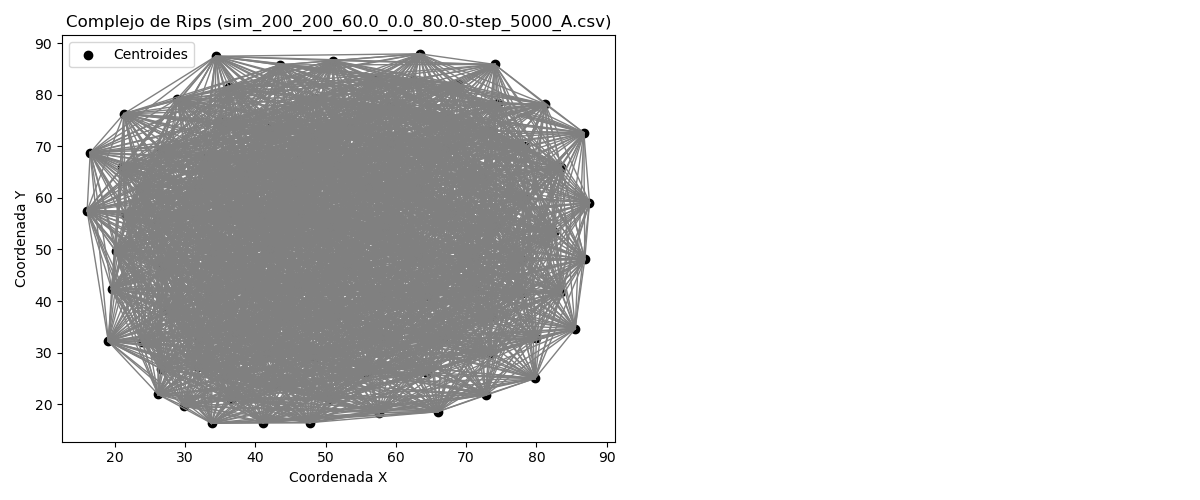 Complejo de Rips (sim_200_200_60.0_0.0_80.0-step_5000_A.csv)
Centroides
90
80
70
60
50
40
30
20
Coordenada Y
20 30 40 50 60 70 80 90
Coordenada X